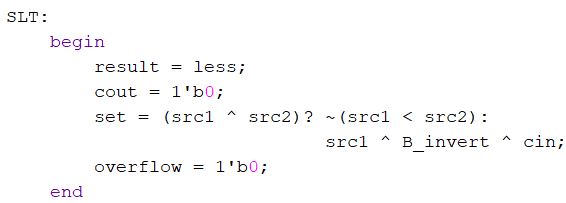 SLT:
begin
result = less;
cout = 1'b0;
set = (src1 ^ src2)? ~(src1 < src2):
src1 ^ B_invert ^ cin;
overflow = 1'b0;
end